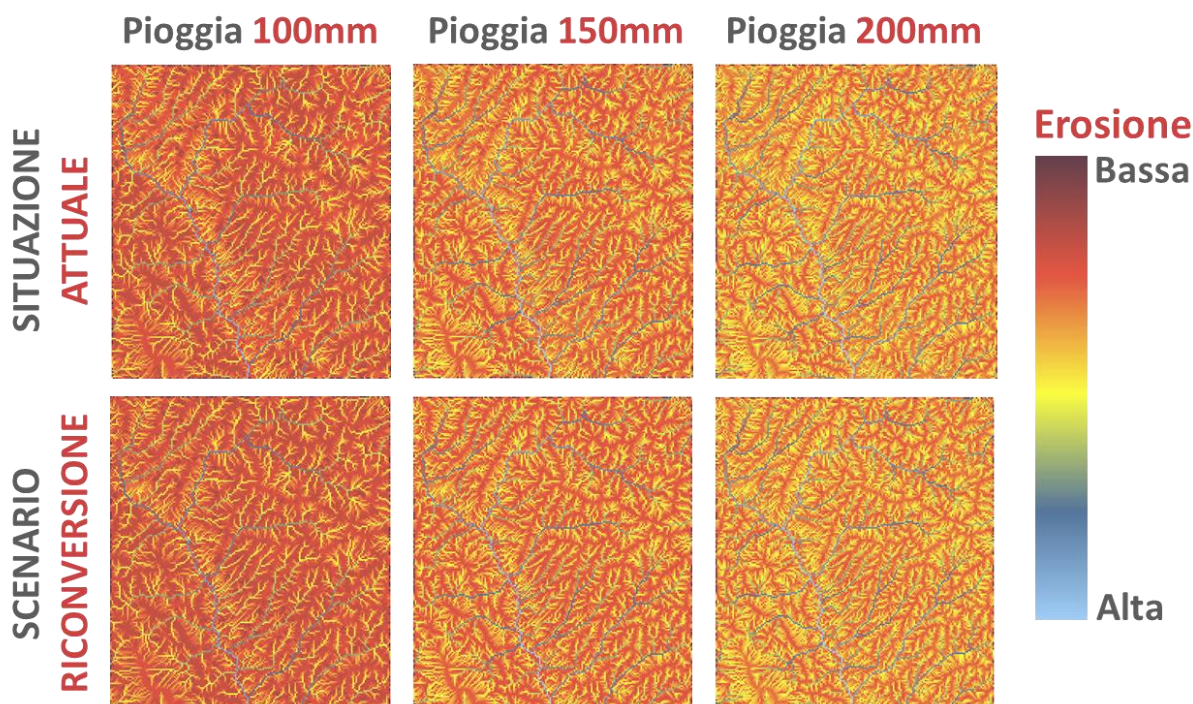 Pioggia 100mm
Pioggia 150mm
Pioggia 200mm
SITUAZIONE
ATTUALE
SCENARIO
RICONVERSIONE
Erosione
Bassa
Alta